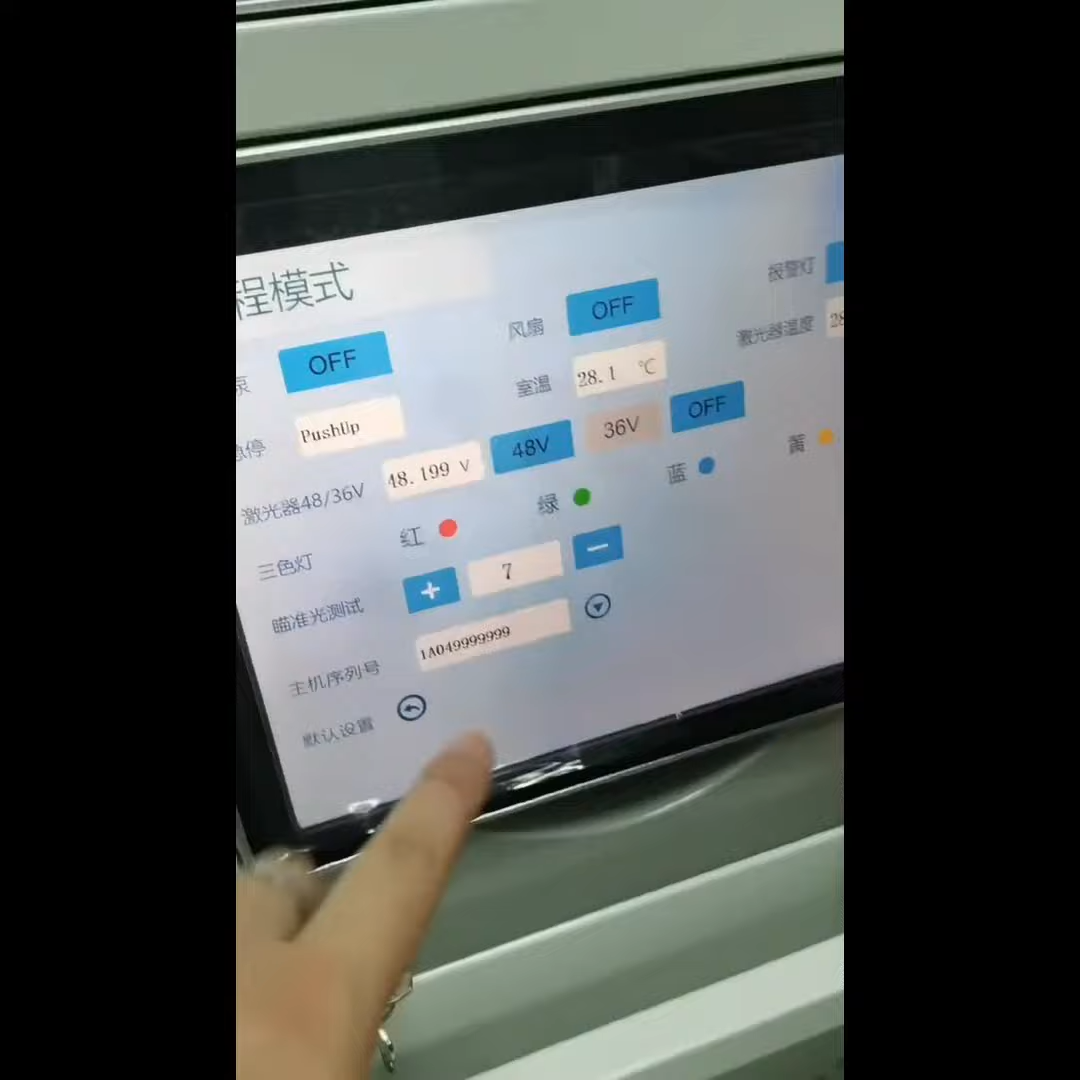 程模式
泵 OFF 风扇 OFF 报警灯
急停 PushUp 室温 28.1 ℃ 激光器温度 28
激光器48/36V 48.199 V 48V 36V OFF
三色灯 红 绿 蓝 黄
瞄准光测试 + 7 −
主机序列号 1A049999999
默认设置